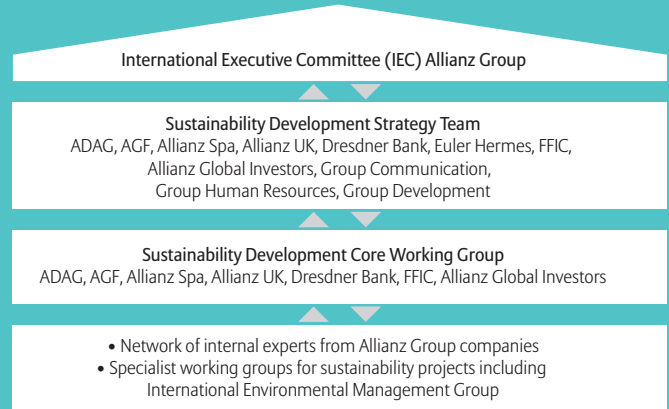 International Executive Committee (IEC) Allianz Group
Sustainability Development Strategy Team
ADAG, AGF, Allianz Spa, Allianz UK, Dresdner Bank, Euler Hermes, FFIC,
Allianz Global Investors, Group Communication,
Group Human Resources, Group Development
Sustainability Development Core Working Group
ADAG, AGF, Allianz Spa, Allianz UK, Dresdner Bank, FFIC, Allianz Global Investors
• Network of internal experts from Allianz Group companies
• Specialist working groups for sustainability projects including
International Environmental Management Group